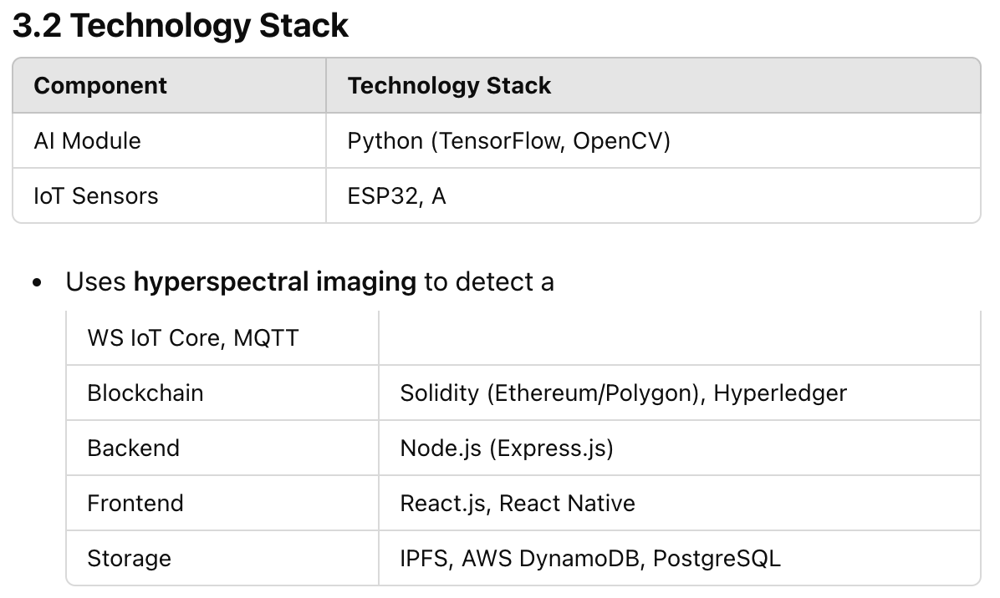 3.2 Technology Stack
Component Technology Stack
AI Module Python (TensorFlow, OpenCV)
IoT Sensors ESP32, A
• Uses hyperspectral imaging to detect a
WS IoT Core, MQTT
Blockchain Solidity (Ethereum/Polygon), Hyperledger
Backend Node.js (Express.js)
Frontend React.js, React Native
Storage IPFS, AWS DynamoDB, PostgreSQL